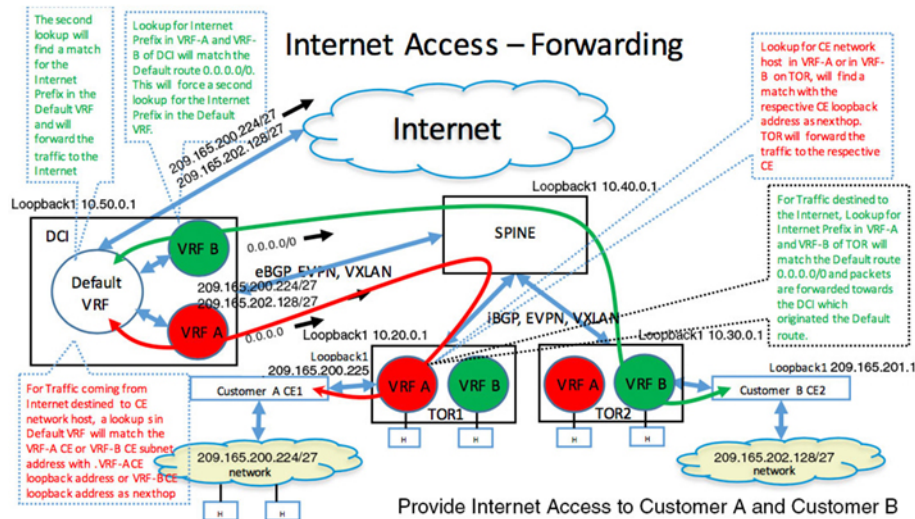 Internet Access – Forwarding
The second
lookup will
find a match
for the
Internet
Prefix in the
Default VRF
and will
forward the
traffic to the
Internet
Lookup for Internet
Prefix in VRF-A and VRF-
B of DCI will match the
Default route 0.0.0.0/0.
This will force a second
lookup for the Internet
Prefix in the Default
VRF.
209.165.200.224/27
209.165.202.128/27
Internet
Lookup for CE network
host in VRF-A or in VRF-
B on TOR, will find a
match with the
respective CE loopback
address as nexthop.
TOR will forward the
traffic to the respective
CE
Loopback1 10.50.0.1
Loopback1 10.40.0.1
DCI
VRF B
Default
VRF
VRF A
0.0.0.0/0
SPINE
eBGP, EVPN, VXLAN
209.165.200.224/27
209.165.202.128/27
0.0.0.0
For Traffic destined to
the Internet, Lookup for
Internet Prefix in VRF-A
and VRF-B of TOR will
match the Default route
0.0.0.0/0 and packets
are forwarded towards
the DCI which
originated the Default
route.
iBGP, EVPN, VXLAN
Loopback1 10.20.0.1
Loopback1 10.30.0.1
Loopback1
209.165.200.225
Customer A CE1
VRF A
VRF B
TOR1
H
H
VRF A
VRF B
TOR2
H
H
Loopback1 209.165.201.1
Customer B CE2
For Traffic coming from
Internet destined to CE
network host, a lookup s in
Default VRF will match the
VRF-A CE or VRF-B CE subnet
address with . VRF-ACE
loopback address or VRF-BCE
loopback address as nexthop
209.165.200.224/27
network
H
H
209.165.202.128/27
network
Provide Internet Access to Customer A and Customer B